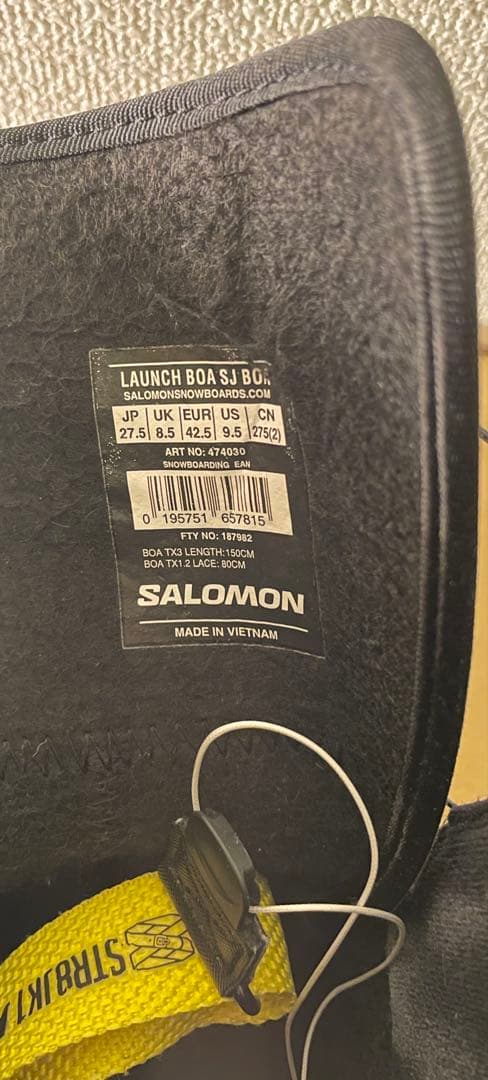 LAUNCH BOA SJ BOA
SALOMONSNOWBOARDS.COM
JP UK EUR US CN
27.5 8.5 42.5 9.5 275(2)
ART NO: 474030
SNOWBOARDING EAN
0 195751 657815
FTY NO: 187982
BOA TX3 LENGTH:150CM
BOA TX1.2 LACE: 80CM
SALOMON
MADE IN VIETNAM
STR8JKT